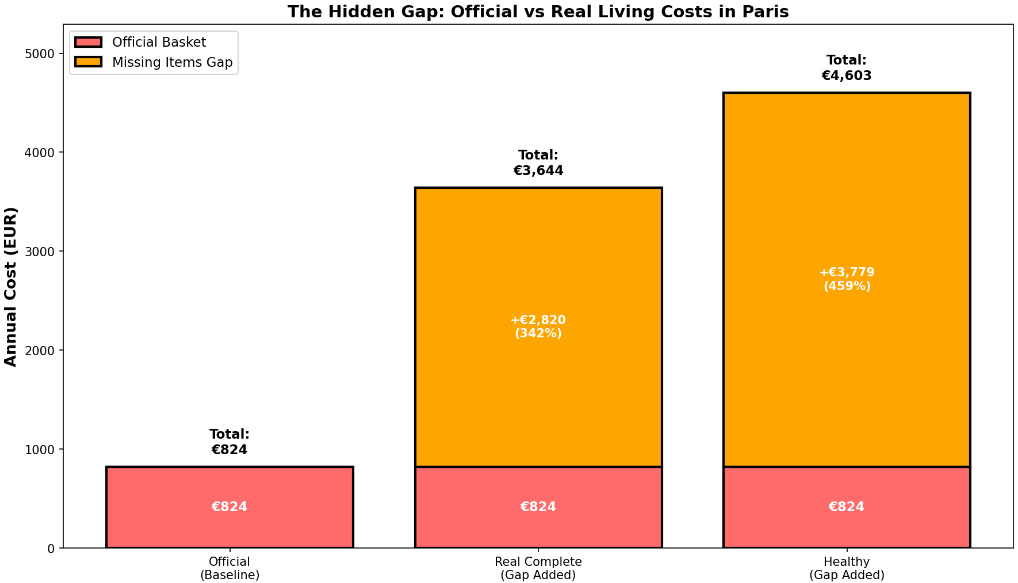 The Hidden Gap: Official vs Real Living Costs in Paris
Official Basket
Missing Items Gap
Annual Cost (EUR)
5000
4000
3000
2000
1000
0
Total:
€824
€824
Total:
€3,644
+€2,820
(342%)
€824
Total:
€4,603
+€3,779
(459%)
€824
Official
(Baseline)
Real Complete
(Gap Added)
Healthy
(Gap Added)